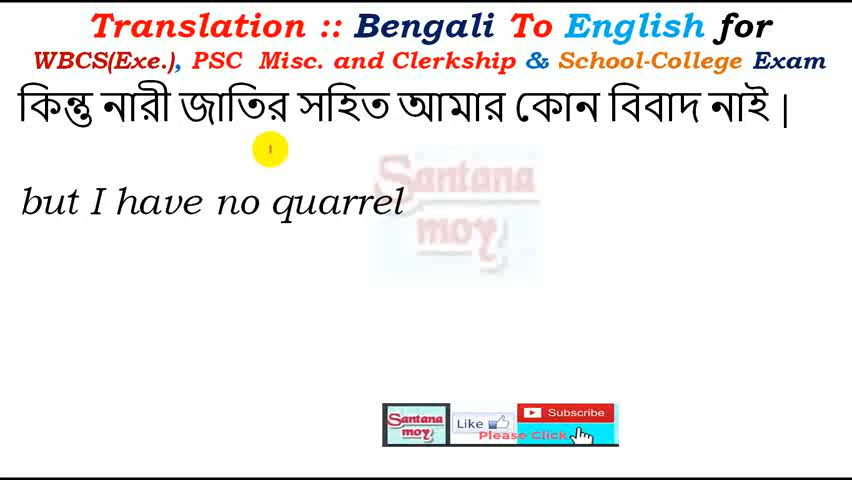 Translation :: Bengali To English for
WBCS(Exe.), PSC Misc. and Clerkship & School-College Exam
কিন্তু নারী জাতির সহিত আমার কোন বিবাদ নাই |
but I have no quarrel
Santana
moy
Santana
moy
Like
Subscribe
Please Click